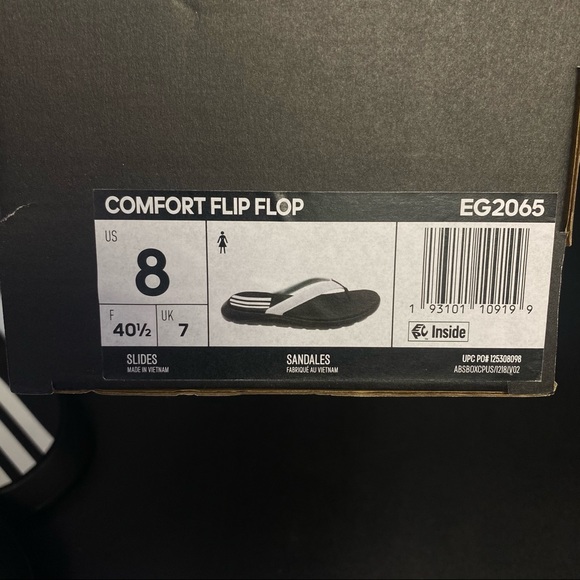 COMFORT FLIP FLOP EG2065
US
8
F
40½
UK
7
1 93101 10919 9
Inside
SLIDES
MADE IN VIETNAM
SANDALES
FABRIQUÉ AU VIETNAM
UPC PO# 125308098
ABSBOXCPUS/1218/V02